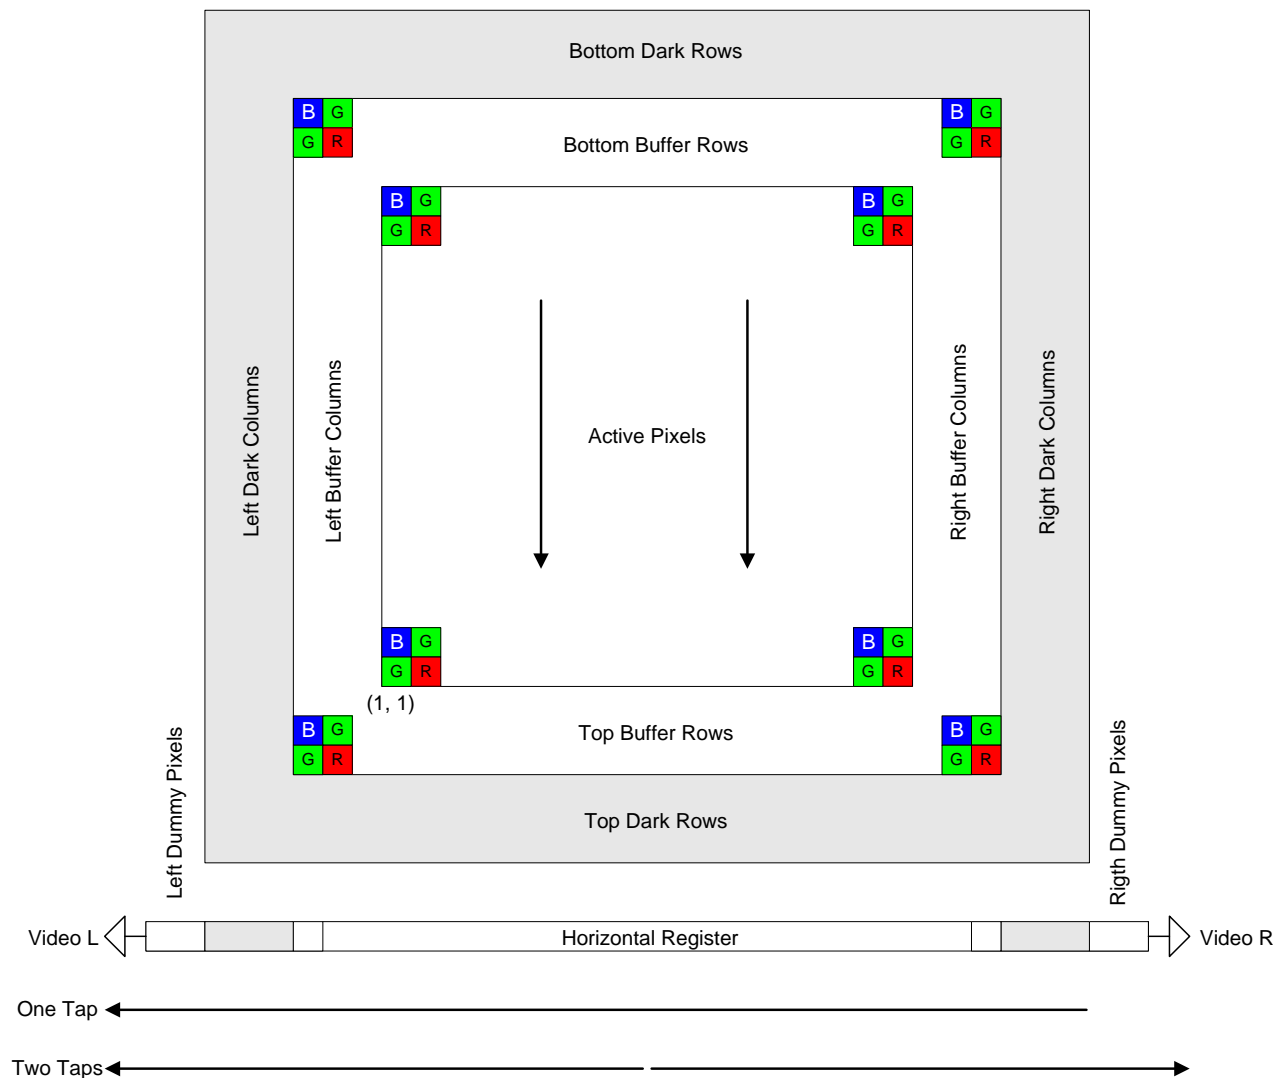 Bottom Dark Rows
B G B G
G R G R
Bottom Buffer Rows
B G B G
G R G R
Left Dark Columns
Left Buffer Columns
Active Pixels
Right Buffer Columns
Right Dark Columns
B G B G
G R G R
(1, 1)
B G B G
G R G R
Top Buffer Rows
Left Dummy Pixels
Top Dark Rows
Rigth Dummy Pixels
Video L
Horizontal Register
Video R
One Tap
Two Taps